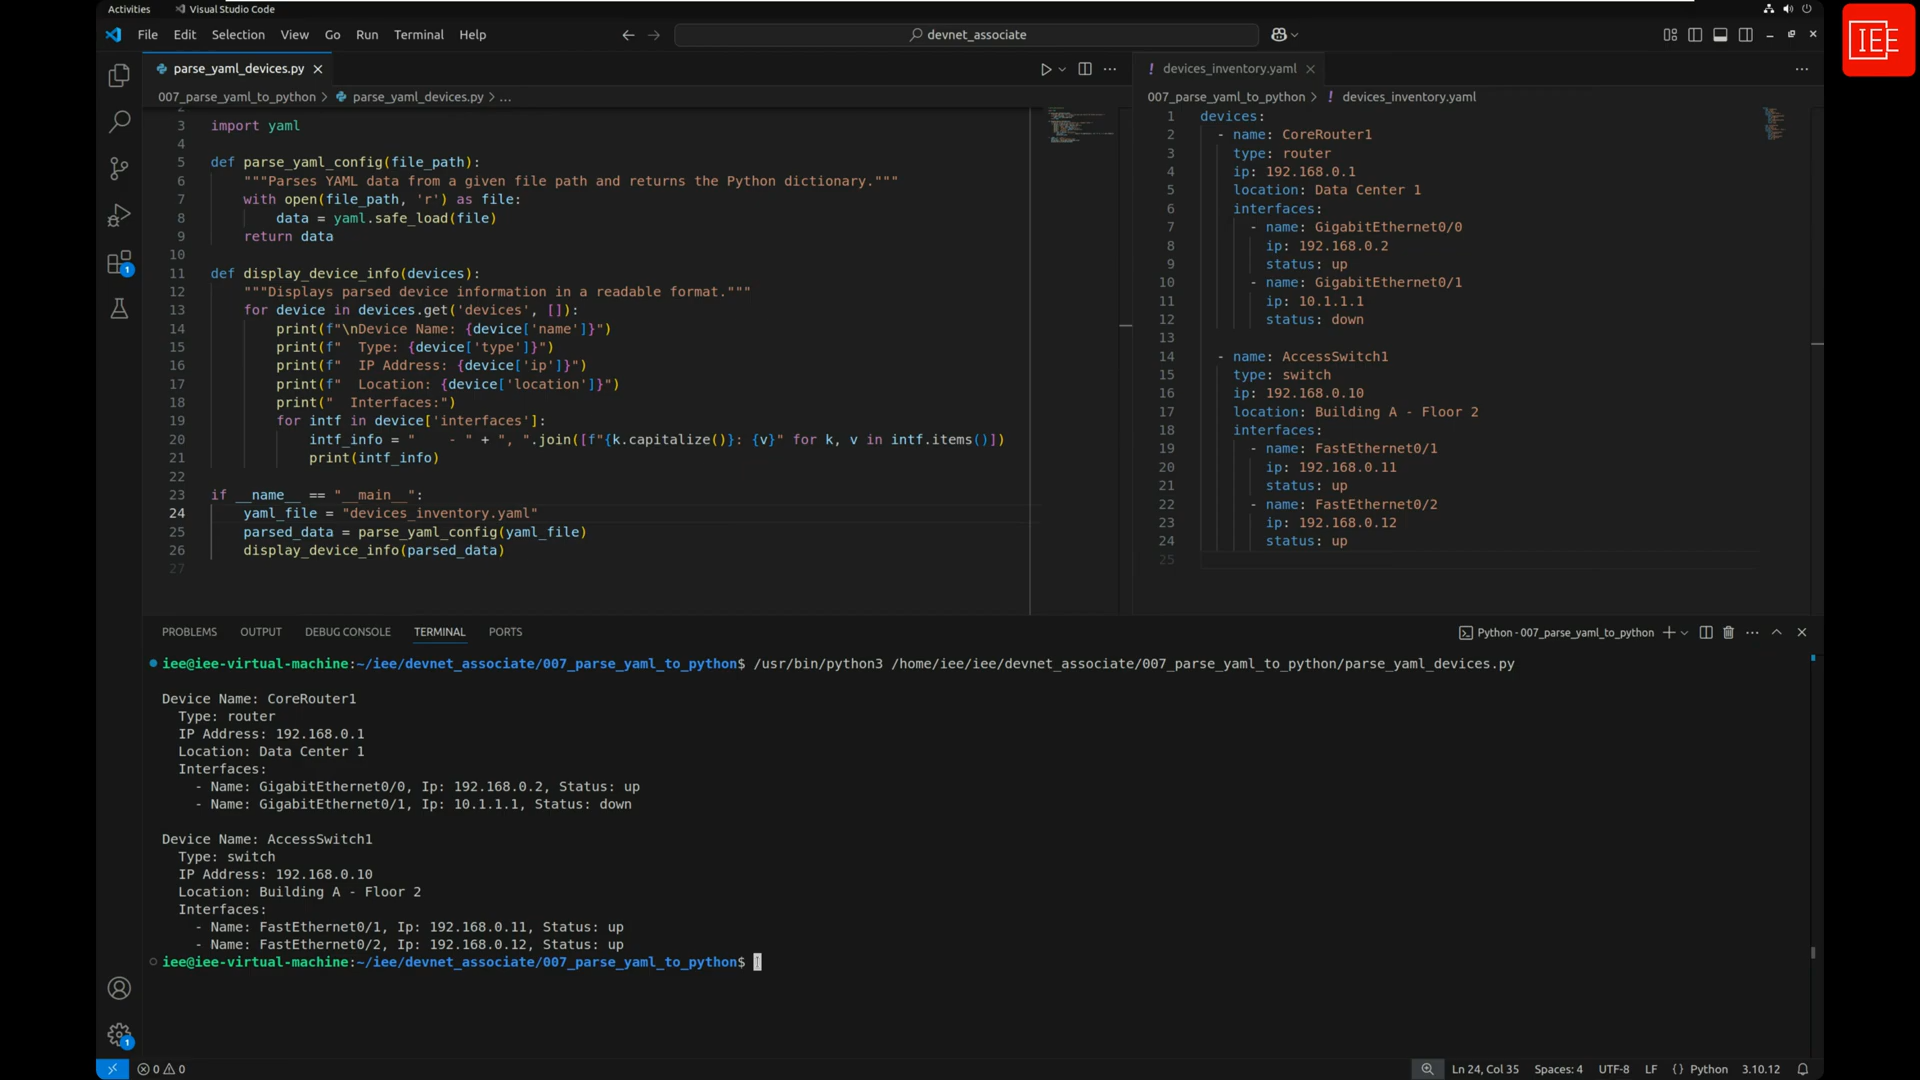 Activities Visual Studio Code
File Edit Selection View Go Run Terminal Help
devnet_associate
IEE
parse_yaml_devices.py
007_parse_yaml_to_python > parse_yaml_devices.py > ...
3 import yaml
4
5 def parse_yaml_config(file_path):
6 """Parses YAML data from a given file path and returns the Python dictionary."""
7 with open(file_path, 'r') as file:
8 data = yaml.safe_load(file)
9 return data
10
11 def display_device_info(devices):
12 """Displays parsed device information in a readable format."""
13 for device in devices.get('devices', []):
14 print(f"\nDevice Name: {device['name']}")
15 print(f"  Type: {device['type']}")
16 print(f"  IP Address: {device['ip']}")
17 print(f"  Location: {device['location']}")
18 print("  Interfaces:")
19 for intf in device['interfaces']:
20 intf_info = "    - " + ", ".join([f"{k.capitalize()}: {v}" for k, v in intf.items()])
21 print(intf_info)
22
23 if __name__ == "__main__":
24 yaml_file = "devices_inventory.yaml"
25 parsed_data = parse_yaml_config(yaml_file)
26 display_device_info(parsed_data)
27
devices_inventory.yaml
007_parse_yaml_to_python > devices_inventory.yaml
1 devices:
2 - name: CoreRouter1
3 type: router
4 ip: 192.168.0.1
5 location: Data Center 1
6 interfaces:
7 - name: GigabitEthernet0/0
8 ip: 192.168.0.2
9 status: up
10 - name: GigabitEthernet0/1
11 ip: 10.1.1.1
12 status: down
13
14 - name: AccessSwitch1
15 type: switch
16 ip: 192.168.0.10
17 location: Building A - Floor 2
18 interfaces:
19 - name: FastEthernet0/1
20 ip: 192.168.0.11
21 status: up
22 - name: FastEthernet0/2
23 ip: 192.168.0.12
24 status: up
25
PROBLEMS OUTPUT DEBUG CONSOLE TERMINAL PORTS
Python - 007_parse_yaml_to_python
iee@iee-virtual-machine:~/iee/devnet_associate/007_parse_yaml_to_python$ /usr/bin/python3 /home/iee/iee/devnet_associate/007_parse_yaml_to_python/parse_yaml_devices.py
Device Name: CoreRouter1
Type: router
IP Address: 192.168.0.1
Location: Data Center 1
Interfaces:
- Name: GigabitEthernet0/0, Ip: 192.168.0.2, Status: up
- Name: GigabitEthernet0/1, Ip: 10.1.1.1, Status: down
Device Name: AccessSwitch1
Type: switch
IP Address: 192.168.0.10
Location: Building A - Floor 2
Interfaces:
- Name: FastEthernet0/1, Ip: 192.168.0.11, Status: up
- Name: FastEthernet0/2, Ip: 192.168.0.12, Status: up
iee@iee-virtual-machine:~/iee/devnet_associate/007_parse_yaml_to_python$
1
1
0 0
Ln 24, Col 35 Spaces: 4 UTF-8 LF {} Python 3.10.12